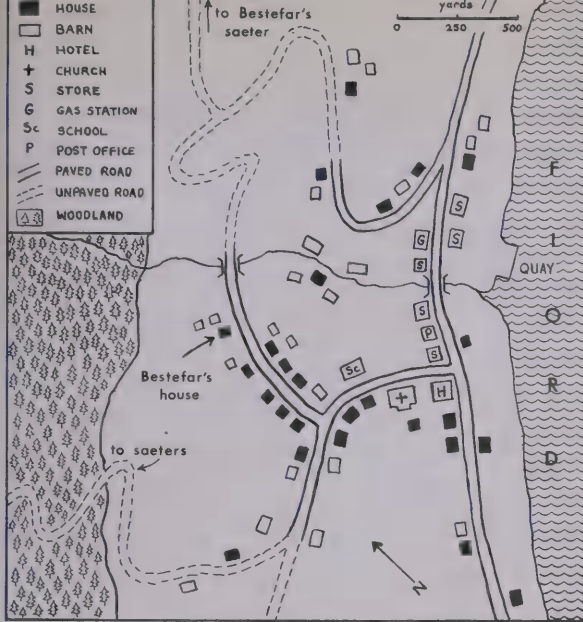 HOUSE
BARN
H HOTEL
CHURCH
S STORE
G GAS STATION
Sc SCHOOL
P POST OFFICE
PAVED ROAD
UNPAVED ROAD
WOODLAND
to Bestefar's
saeter
yards
0 250 500
S
G S
S
QUAY
S
P
S
Sc
H
Bestefar's
house
to saeters
F
I
O
R
D
N